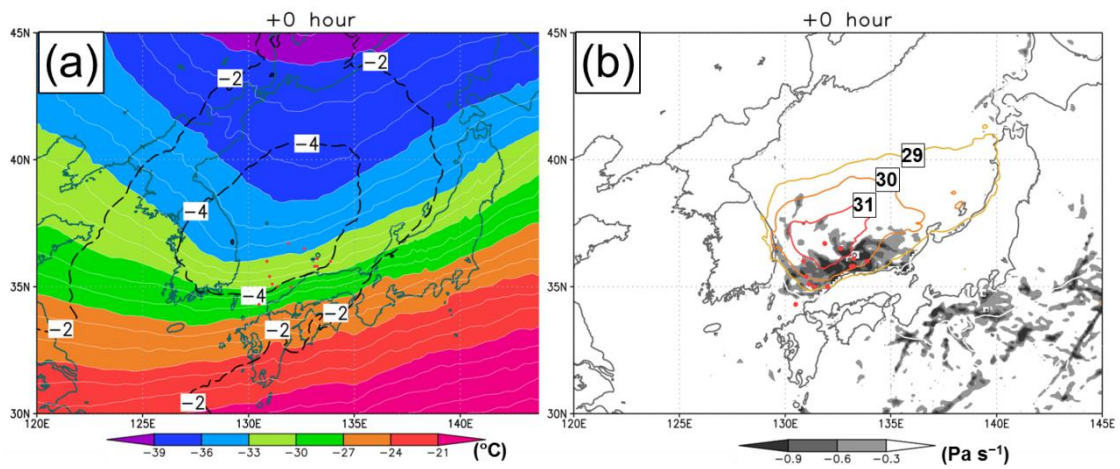 +0 hour
+0 hour
(a)
(b)
45N
40N
35N
30N
120E
125E
130E
135E
140E
-2
-2
-4
-4
-4
-2
-2
-2
-2
-39
-36
-33
-30
-27
-24
-21
(°C)
45N
40N
35N
30N
120E
125E
130E
135E
140E
145E
29
30
31
-0.9
-0.6
-0.3
(Pa s⁻¹)